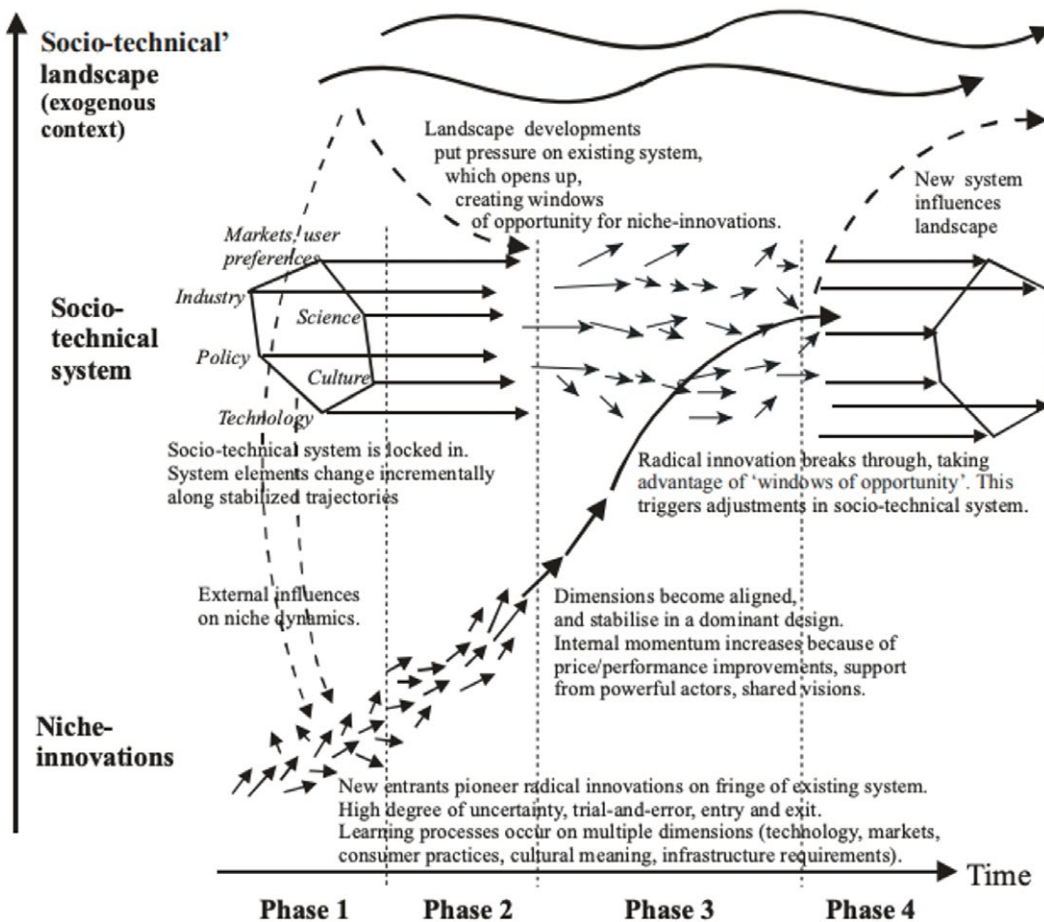 Socio-technical’
landscape
(exogenous
context)
Landscape developments
put pressure on existing system,
which opens up,
creating windows
of opportunity for niche-innovations.
New system
influences
landscape
Markets, user
preferences
Industry
Science
Policy
Culture
Technology
Socio-
technical
system
Socio-technical system is locked in.
System elements change incrementally
along stabilized trajectories
Radical innovation breaks through, taking
advantage of ‘windows of opportunity’. This
triggers adjustments in socio-technical system.
External influences
on niche dynamics.
Dimensions become aligned,
and stabilise in a dominant design.
Internal momentum increases because of
price/performance improvements, support
from powerful actors, shared visions.
Niche-
innovations
New entrants pioneer radical innovations on fringe of existing system.
High degree of uncertainty, trial-and-error, entry and exit.
Learning processes occur on multiple dimensions (technology, markets,
consumer practices, cultural meaning, infrastructure requirements).
Time
Phase 1
Phase 2
Phase 3
Phase 4